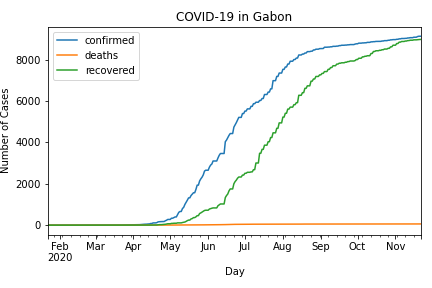 COVID-19 in Gabon
confirmed
deaths
recovered
Number of Cases
8000
6000
4000
2000
0
Feb Mar Apr May Jun Jul Aug Sep Oct Nov
2020
Day